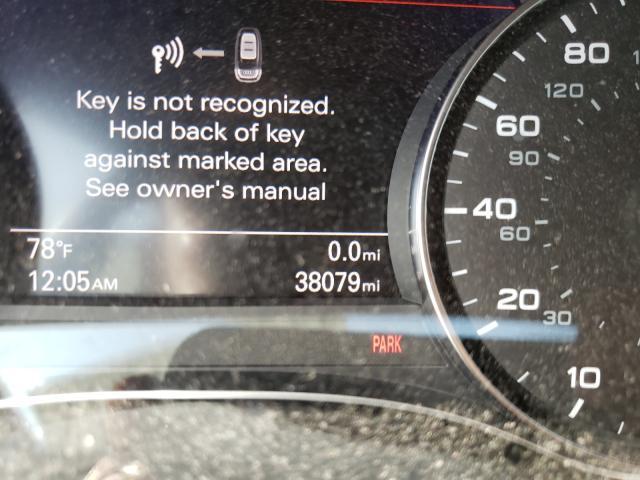 Key is not recognized.
Hold back of key
against marked area.
See owner's manual
78°F 0.0mi
12:05AM 38079mi
PARK
80
120
60
90
40
60
20
30
10